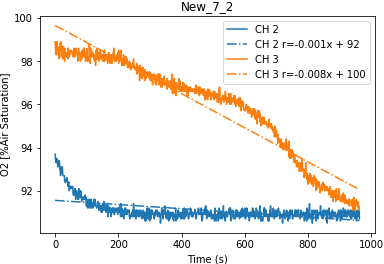 New_7_2
CH 2
CH 2 r=-0.001x + 92
CH 3
CH 3 r=-0.008x + 100
O2 [%Air Saturation]
100
98
96
94
92
0
200
400
600
800
1000
Time (s)